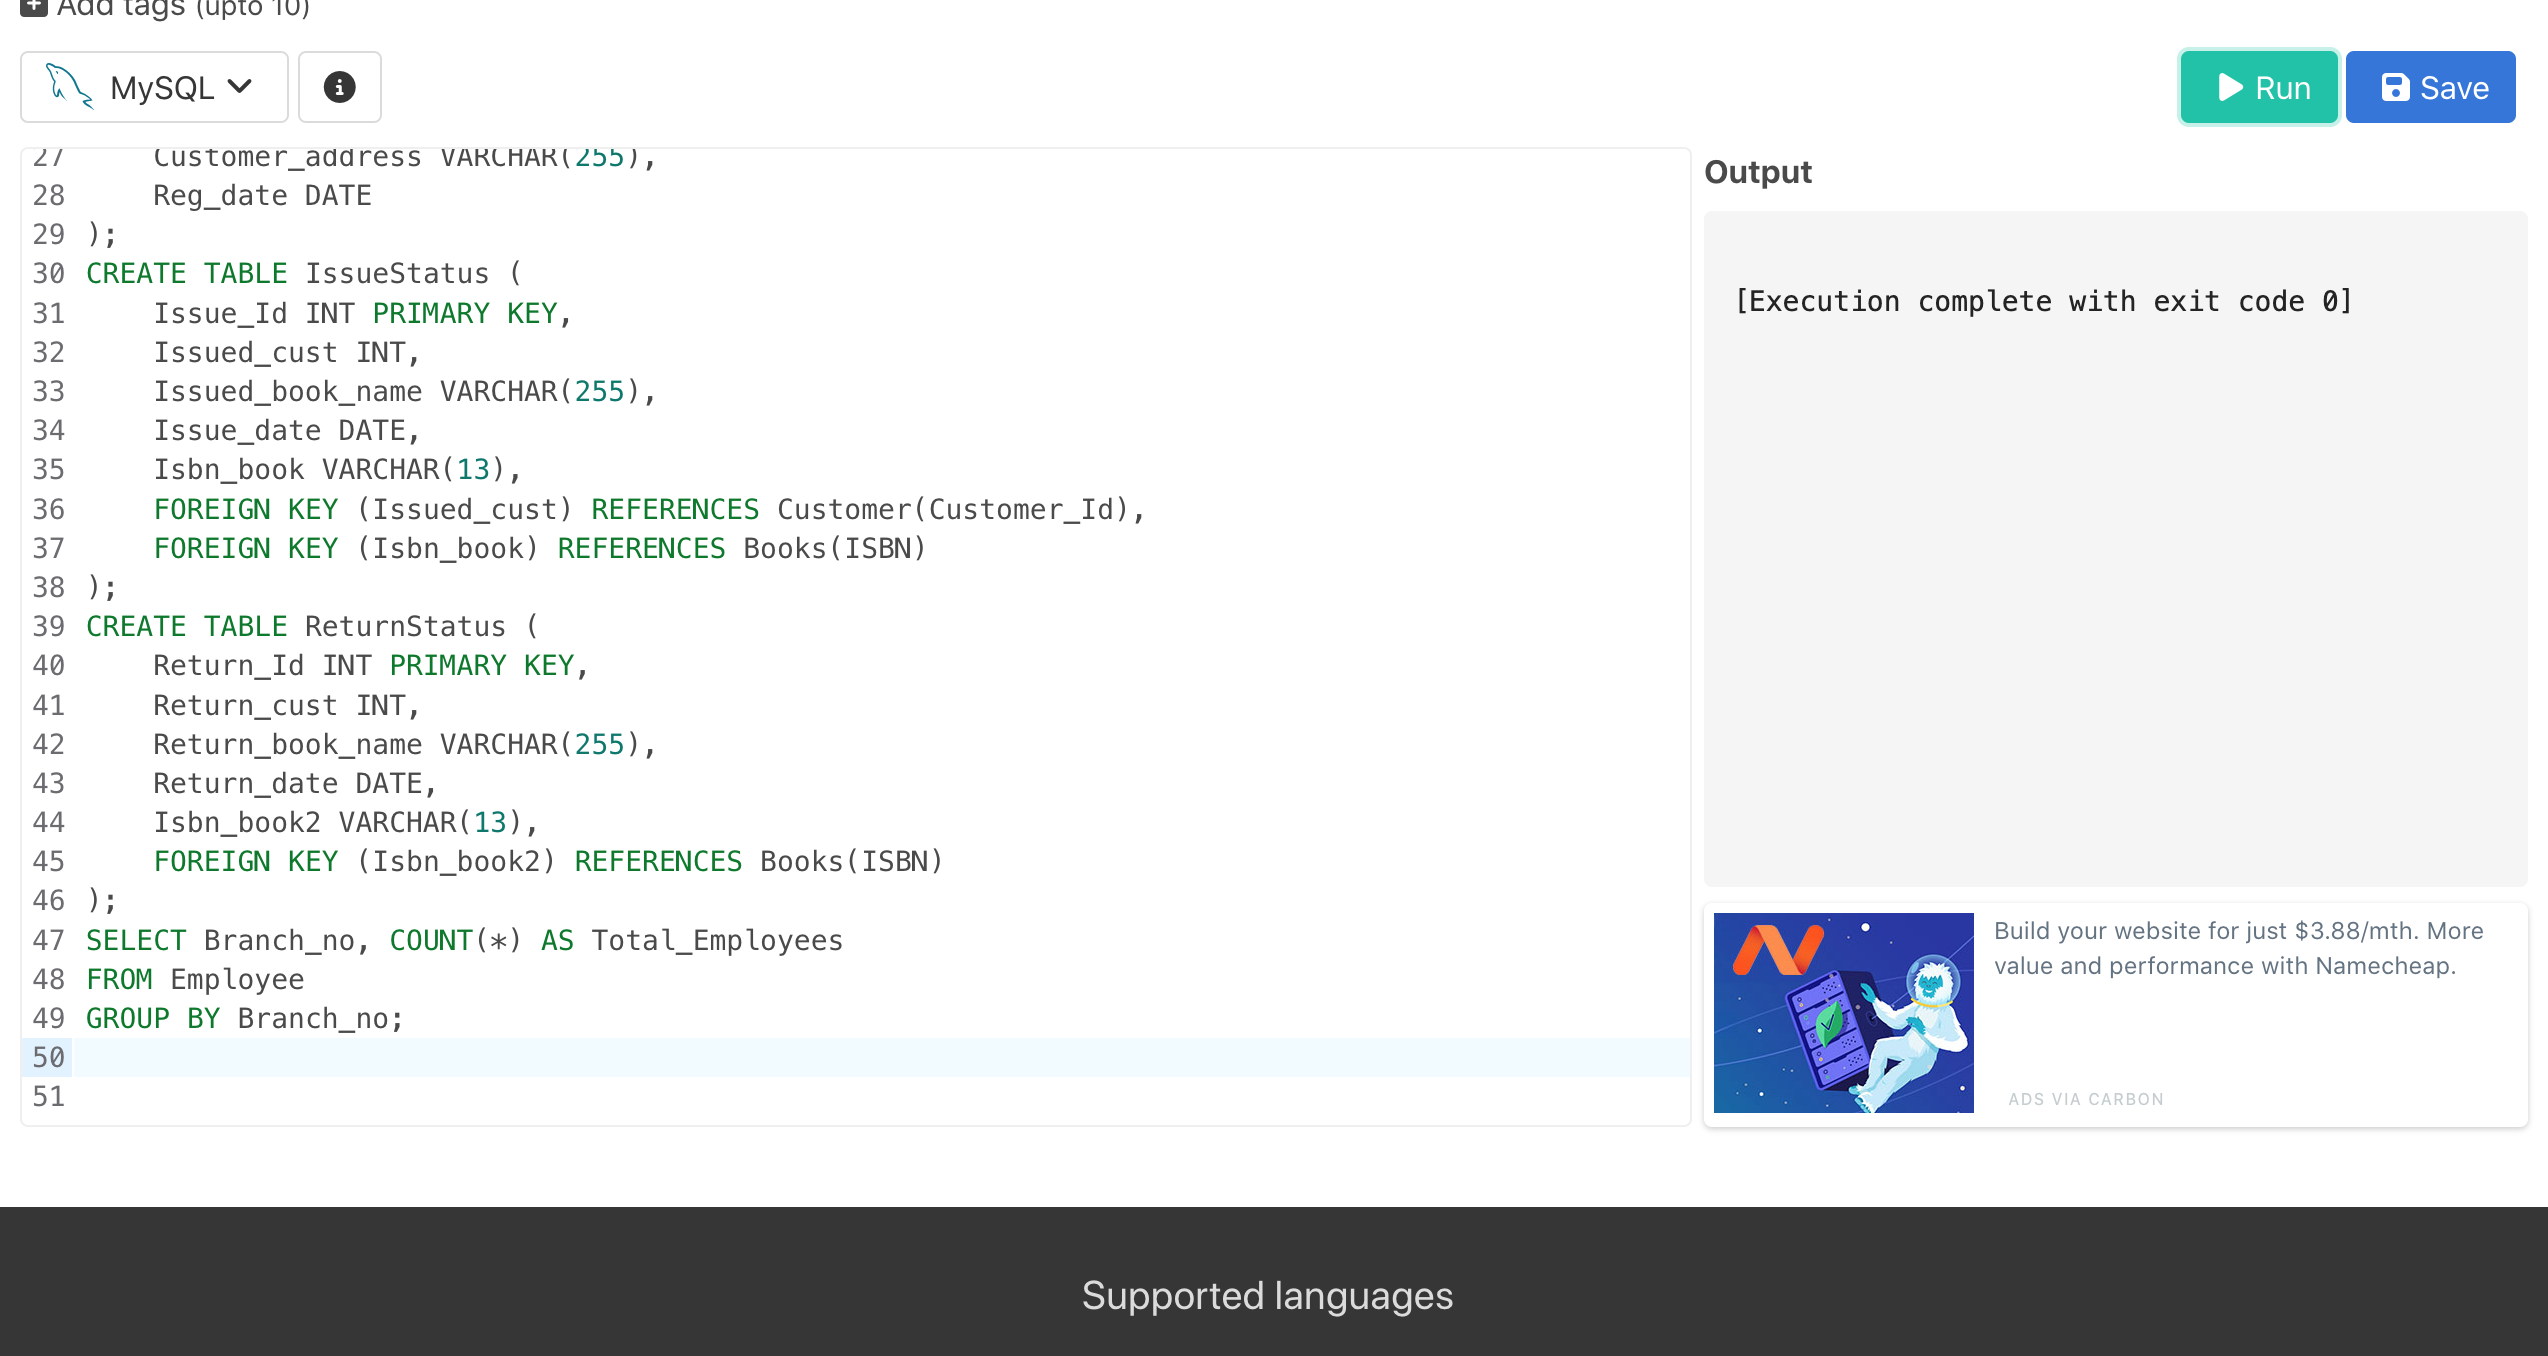 Add tags (upto 10)
MySQL
Run
Save
27 Customer_address VARCHAR(255),
28 Reg_date DATE
29 );
30 CREATE TABLE IssueStatus (
31 Issue_Id INT PRIMARY KEY,
32 Issued_cust INT,
33 Issued_book_name VARCHAR(255),
34 Issue_date DATE,
35 Isbn_book VARCHAR(13),
36 FOREIGN KEY (Issued_cust) REFERENCES Customer(Customer_Id),
37 FOREIGN KEY (Isbn_book) REFERENCES Books(ISBN)
38 );
39 CREATE TABLE ReturnStatus (
40 Return_Id INT PRIMARY KEY,
41 Return_cust INT,
42 Return_book_name VARCHAR(255),
43 Return_date DATE,
44 Isbn_book2 VARCHAR(13),
45 FOREIGN KEY (Isbn_book2) REFERENCES Books(ISBN)
46 );
47 SELECT Branch_no, COUNT(*) AS Total_Employees
48 FROM Employee
49 GROUP BY Branch_no;
50
51
Output
[Execution complete with exit code 0]
Build your website for just $3.88/mth. More
value and performance with Namecheap.
ADS VIA CARBON
Supported languages